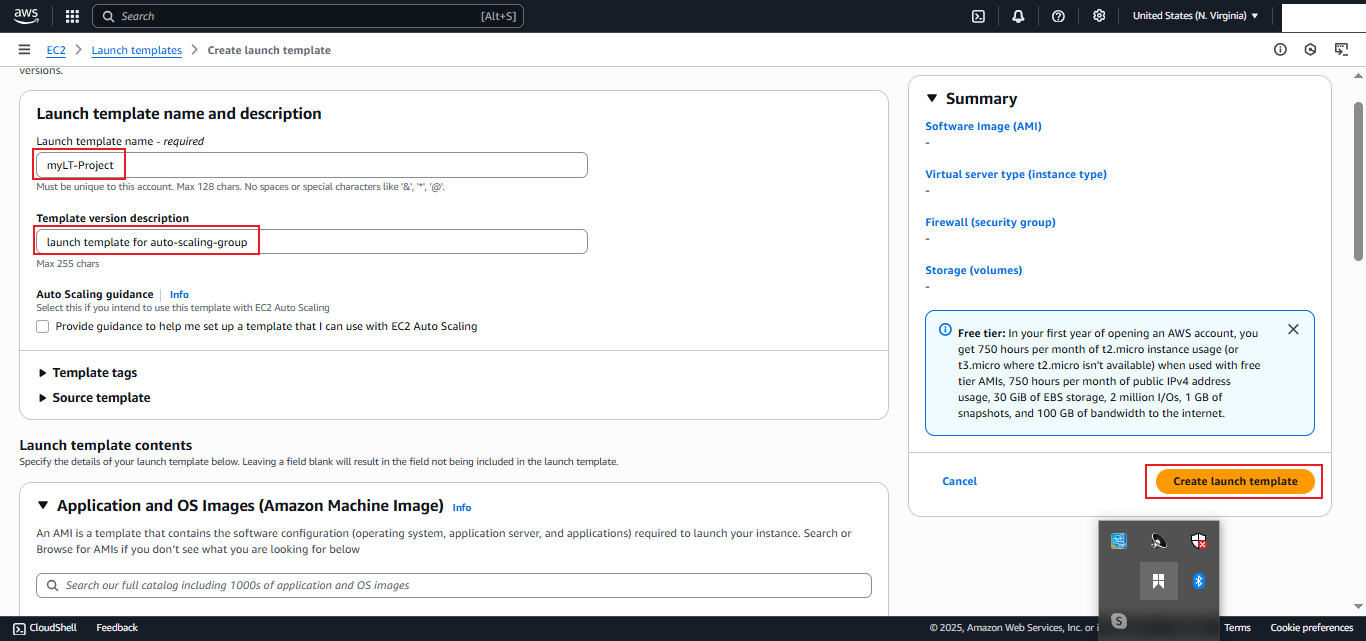 aws
Search [Alt+S]
United States (N. Virginia)
EC2 > Launch templates > Create launch template
versions.
Launch template name and description
Launch template name - required
myLT-Project
Must be unique to this account. Max 128 chars. No spaces or special characters like '&', '*', '@'.
Template version description
launch template for auto-scaling-group
Max 255 chars
Auto Scaling guidance | Info
Select this if you intend to use this template with EC2 Auto Scaling
Provide guidance to help me set up a template that I can use with EC2 Auto Scaling
Template tags
Source template
Launch template contents
Specify the details of your launch template below. Leaving a field blank will result in the field not being included in the launch template.
Application and OS Images (Amazon Machine Image) Info
An AMI is a template that contains the software configuration (operating system, application server, and applications) required to launch your instance. Search or
Browse for AMIs if you don't see what you are looking for below
Search our full catalog including 1000s of application and OS images
Summary
Software Image (AMI)
-
Virtual server type (instance type)
-
Firewall (security group)
-
Storage (volumes)
-
Free tier: In your first year of opening an AWS account, you
get 750 hours per month of t2.micro instance usage (or
t3.micro where t2.micro isn't available) when used with free
tier AMIs, 750 hours per month of public IPv4 address
usage, 30 GiB of EBS storage, 2 million I/Os, 1 GB of
snapshots, and 100 GB of bandwidth to the internet.
Cancel
Create launch template
CloudShell Feedback © 2025, Amazon Web Services, Inc. or Terms Cookie preferences